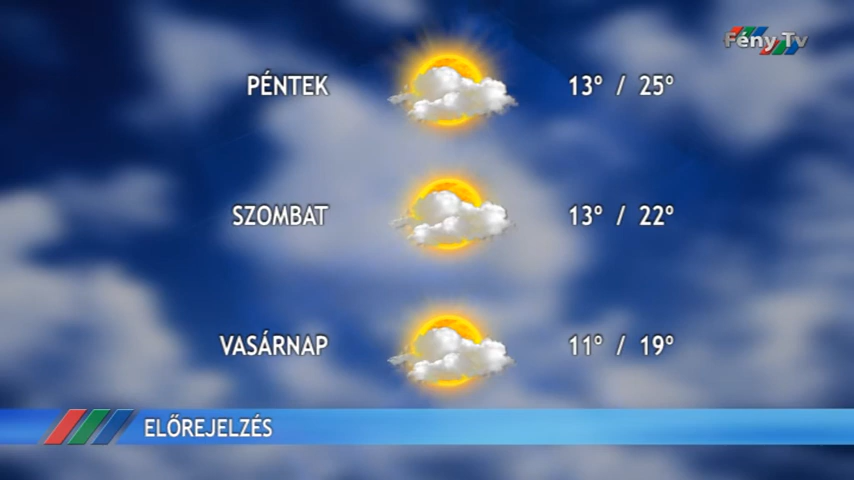 Fény Tv
PÉNTEK 13° / 25°
SZOMBAT 13° / 22°
VASÁRNAP 11° / 19°
ELŐREJELZÉS